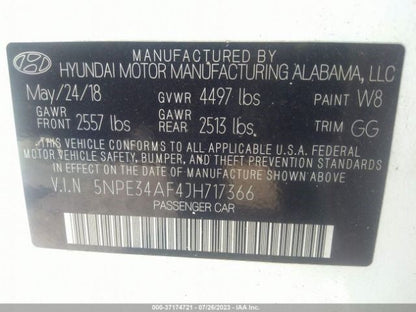 MANUFACTURED BY
HYUNDAI MOTOR MANUFACTURING ALABAMA, LLC
May/24/18 GVWR 4497 lbs PAINT W8
GAWR FRONT 2557 lbs GAWR REAR 2513 lbs. TRIM GG
THIS VEHICLE CONFORMS TO ALL APPLICABLE U.S.A. FEDERAL
MOTOR VEHICLE SAFETY, BUMPER, AND THEFT PREVENTION
STANDARDS IN EFFECT ON THE DATE OF MANUFACTURE SHOWN ABOVE.
V.I.N 5NPE34AF4JH717366
PASSENGER CAR
000-37174721 - 07/26/2023 -